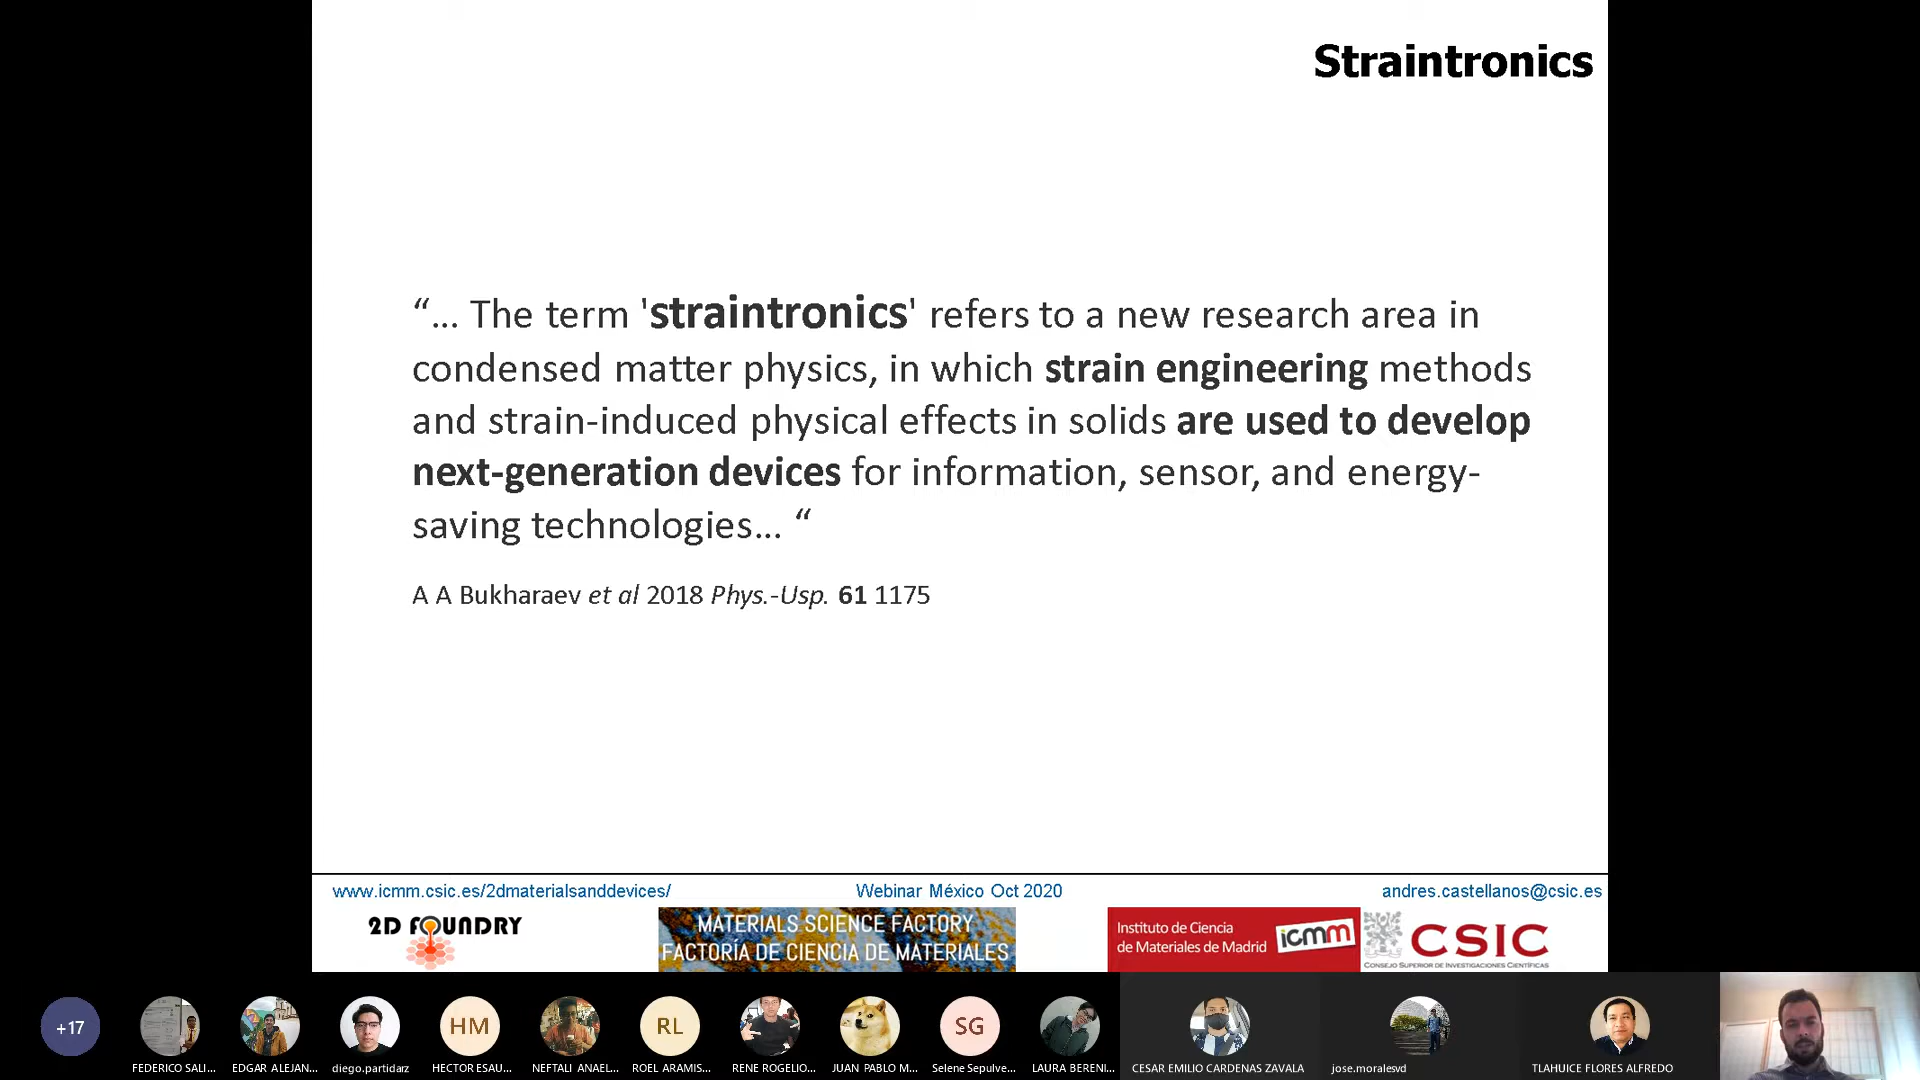 Straintronics
“... The term 'straintronics' refers to a new research area in
condensed matter physics, in which strain engineering methods
and strain-induced physical effects in solids are used to develop
next-generation devices for information, sensor, and energy-
saving technologies... “
A A Bukharaev et al 2018 Phys.-Usp. 61 1175
www.icmm.csic.es/2dmaterialsanddevices/
Webinar México Oct 2020
andres.castellanos@csic.es
2D FOUNDRY
MATERIALS SCIENCE FACTORY
FACTORÍA DE CIENCIA DE MATERIALES
Instituto de Ciencia
de Materiales de Madrid
icmm
CSIC
CONSEJO SUPERIOR DE INVESTIGACIONES CIENTÍFICAS
+17
HM
RL
SG
FEDERICO SALI...
EDGAR ALEJAN...
diego.partidarz
HECTOR ESAU...
NEFTALI ANAEL...
ROEL ARAMIS...
RENE ROGELIO...
JUAN PABLO M...
Selene Sepulve...
LAURA BERENI...
CESAR EMILIO CARDENAS ZAVALA
jose.moralesvd
TLAHUICE FLORES ALFREDO